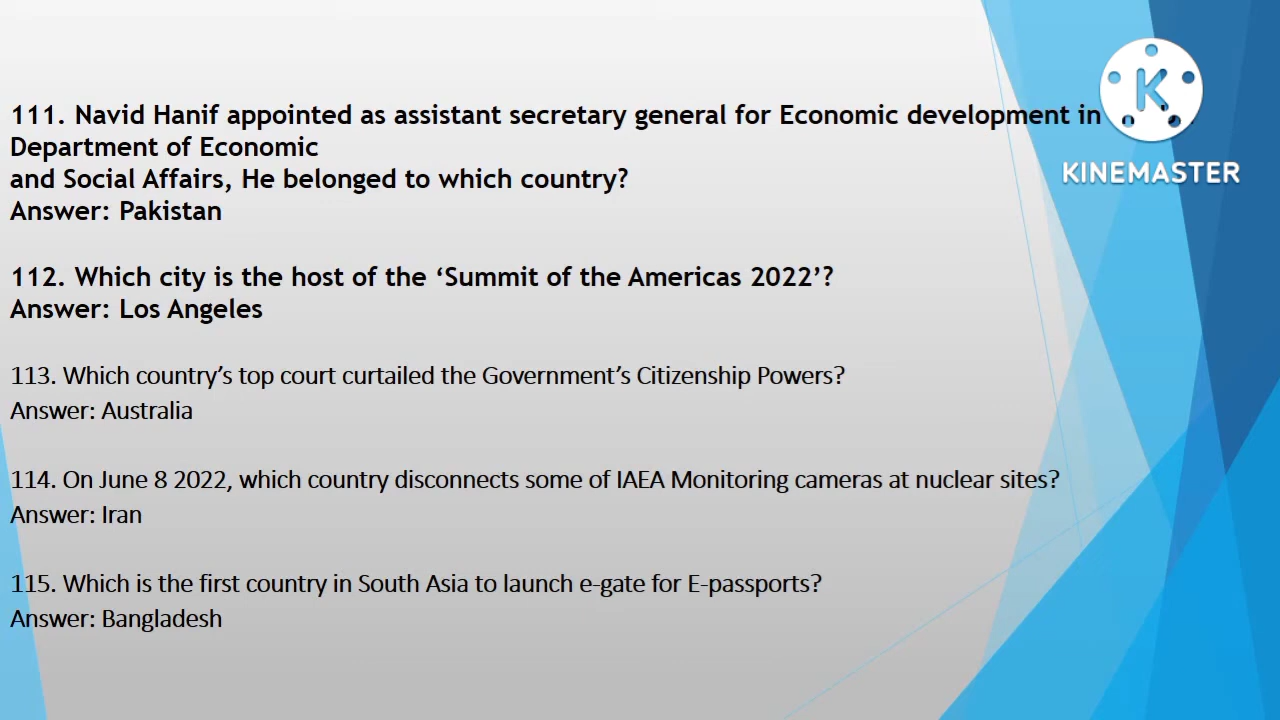 111. Navid Hanif appointed as assistant secretary general for Economic development in
Department of Economic
and Social Affairs, He belonged to which country?
Answer: Pakistan
112. Which city is the host of the ‘Summit of the Americas 2022’?
Answer: Los Angeles
113. Which country’s top court curtailed the Government’s Citizenship Powers?
Answer: Australia
114. On June 8 2022, which country disconnects some of IAEA Monitoring cameras at nuclear sites?
Answer: Iran
115. Which is the first country in South Asia to launch e-gate for E-passports?
Answer: Bangladesh
K
KINEMASTER